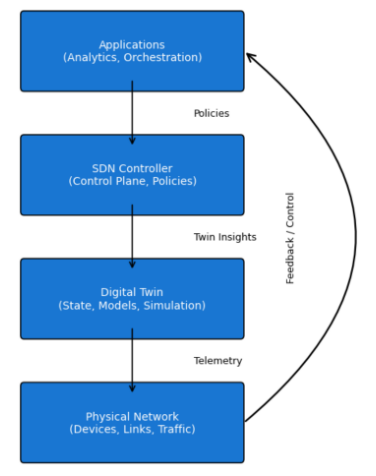 Applications
(Analytics, Orchestration)
Policies
SDN Controller
(Control Plane, Policies)
Twin Insights
Feedback / Control
Digital Twin
(State, Models, Simulation)
Telemetry
Physical Network
(Devices, Links, Traffic)